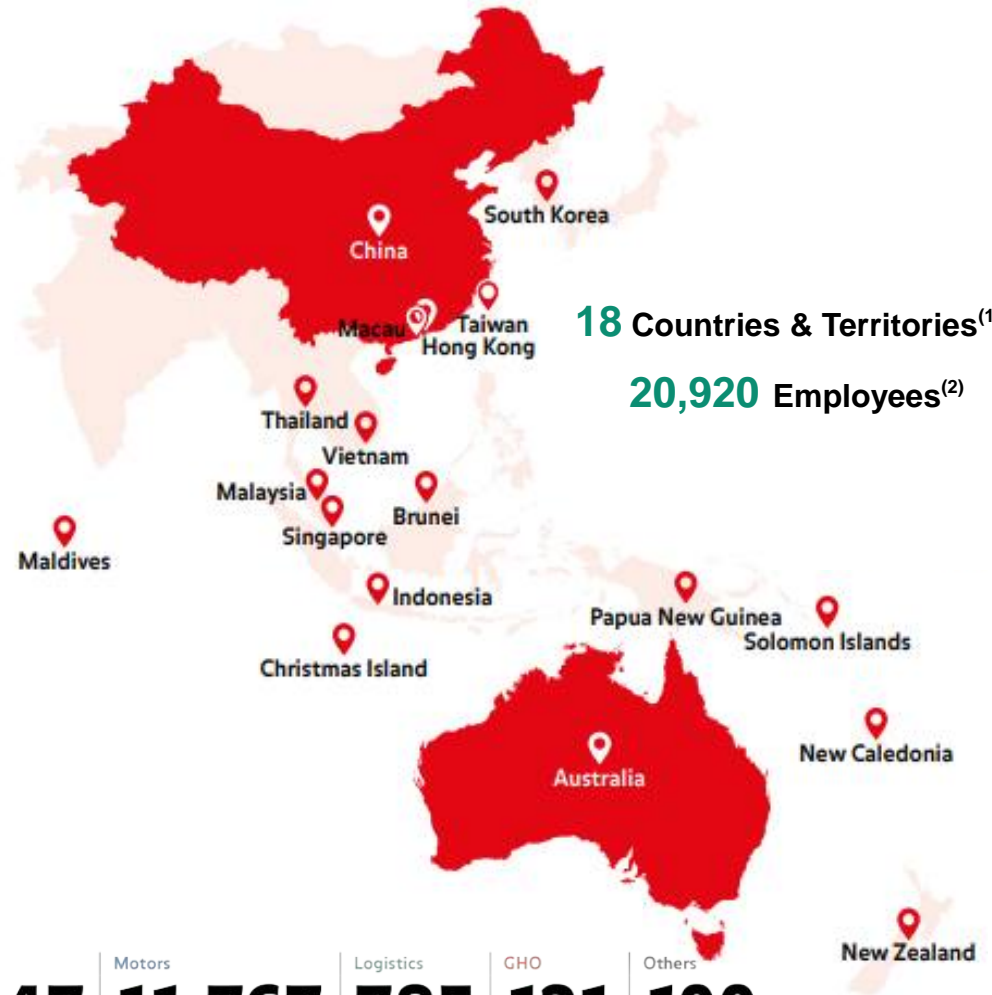 South Korea
China
Macau
Taiwan
Hong Kong
18 Countries & Territories(1
20,920 Employees(2)
Thailand
Vietnam
Malaysia
Brunei
Singapore
Maldives
Indonesia
Papua New Guinea
Solomon Islands
Christmas Island
New Caledonia
Australia
New Zealand
Motors
Logistics
GHO
Others